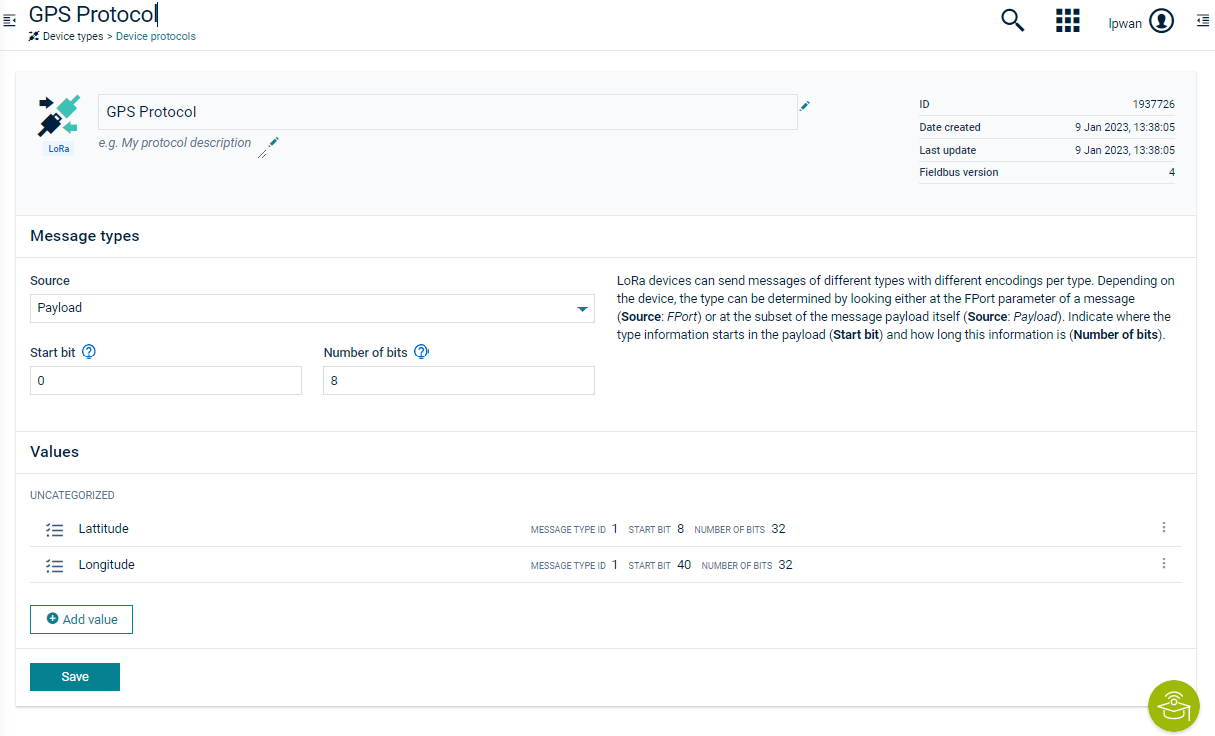 GPS Protocol
Device types > Device protocols
lpwan
LoRa
GPS Protocol
e.g. My protocol description
ID 1937726
Date created 9 Jan 2023, 13:38:05
Last update 9 Jan 2023, 13:38:05
Fieldbus version 4
Message types
Source
Payload
Start bit ?
0
Number of bits ?
8
LoRa devices can send messages of different types with different encodings per type. Depending on
the device, the type can be determined by looking either at the FPort parameter of a message
(Source: FPort) or at the subset of the message payload itself (Source: Payload). Indicate where the
type information starts in the payload (Start bit) and how long this information is (Number of bits).
Values
UNCATEGORIZED
Lattitude MESSAGE TYPE ID 1 START BIT 8 NUMBER OF BITS 32
Longitude MESSAGE TYPE ID 1 START BIT 40 NUMBER OF BITS 32
Add value
Save